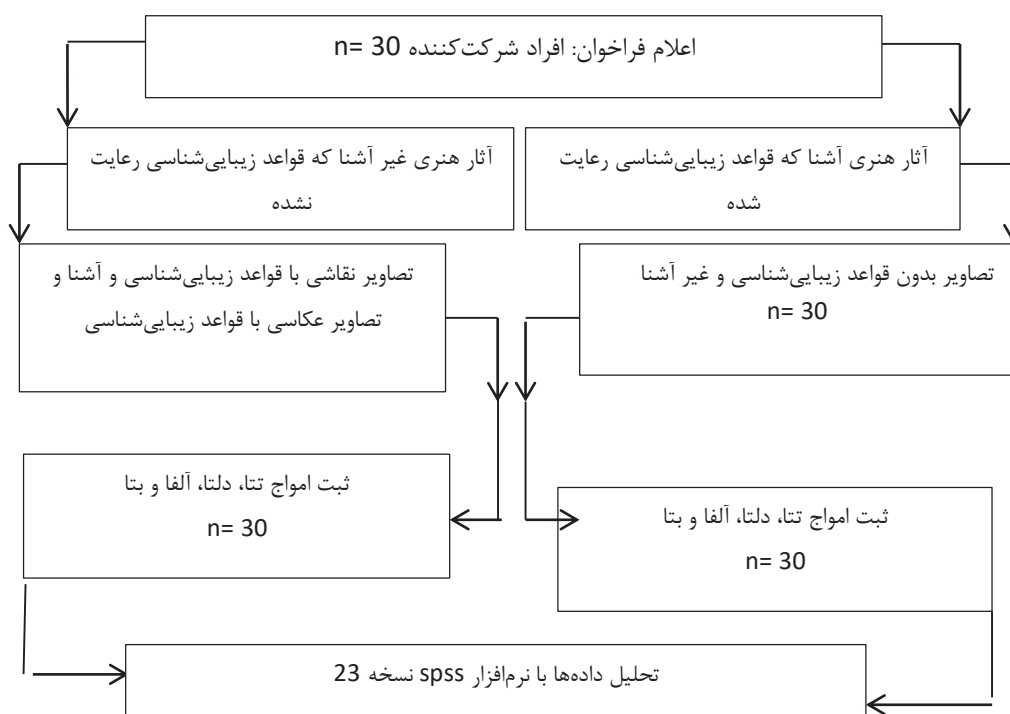 اعلام فراخوان: افراد شرکت‌کننده n= 30
آثار هنری آشنا که قواعد زیبایی‌شناسی رعایت
شده
آثار هنری غیر آشنا که قواعد زیبایی‌شناسی رعایت
نشده
تصاویر بدون قواعد زیبایی‌شناسی و غیر آشنا
n= 30
تصاویر نقاشی با قواعد زیبایی‌شناسی و آشنا و
تصاویر عکاسی با قواعد زیبایی‌شناسی
ثبت امواج تتا، دلتا، آلفا و بتا
n= 30
ثبت امواج تتا، دلتا، آلفا و بتا
n= 30
تحلیل داده‌ها با نرم‌افزار spss نسخه 23